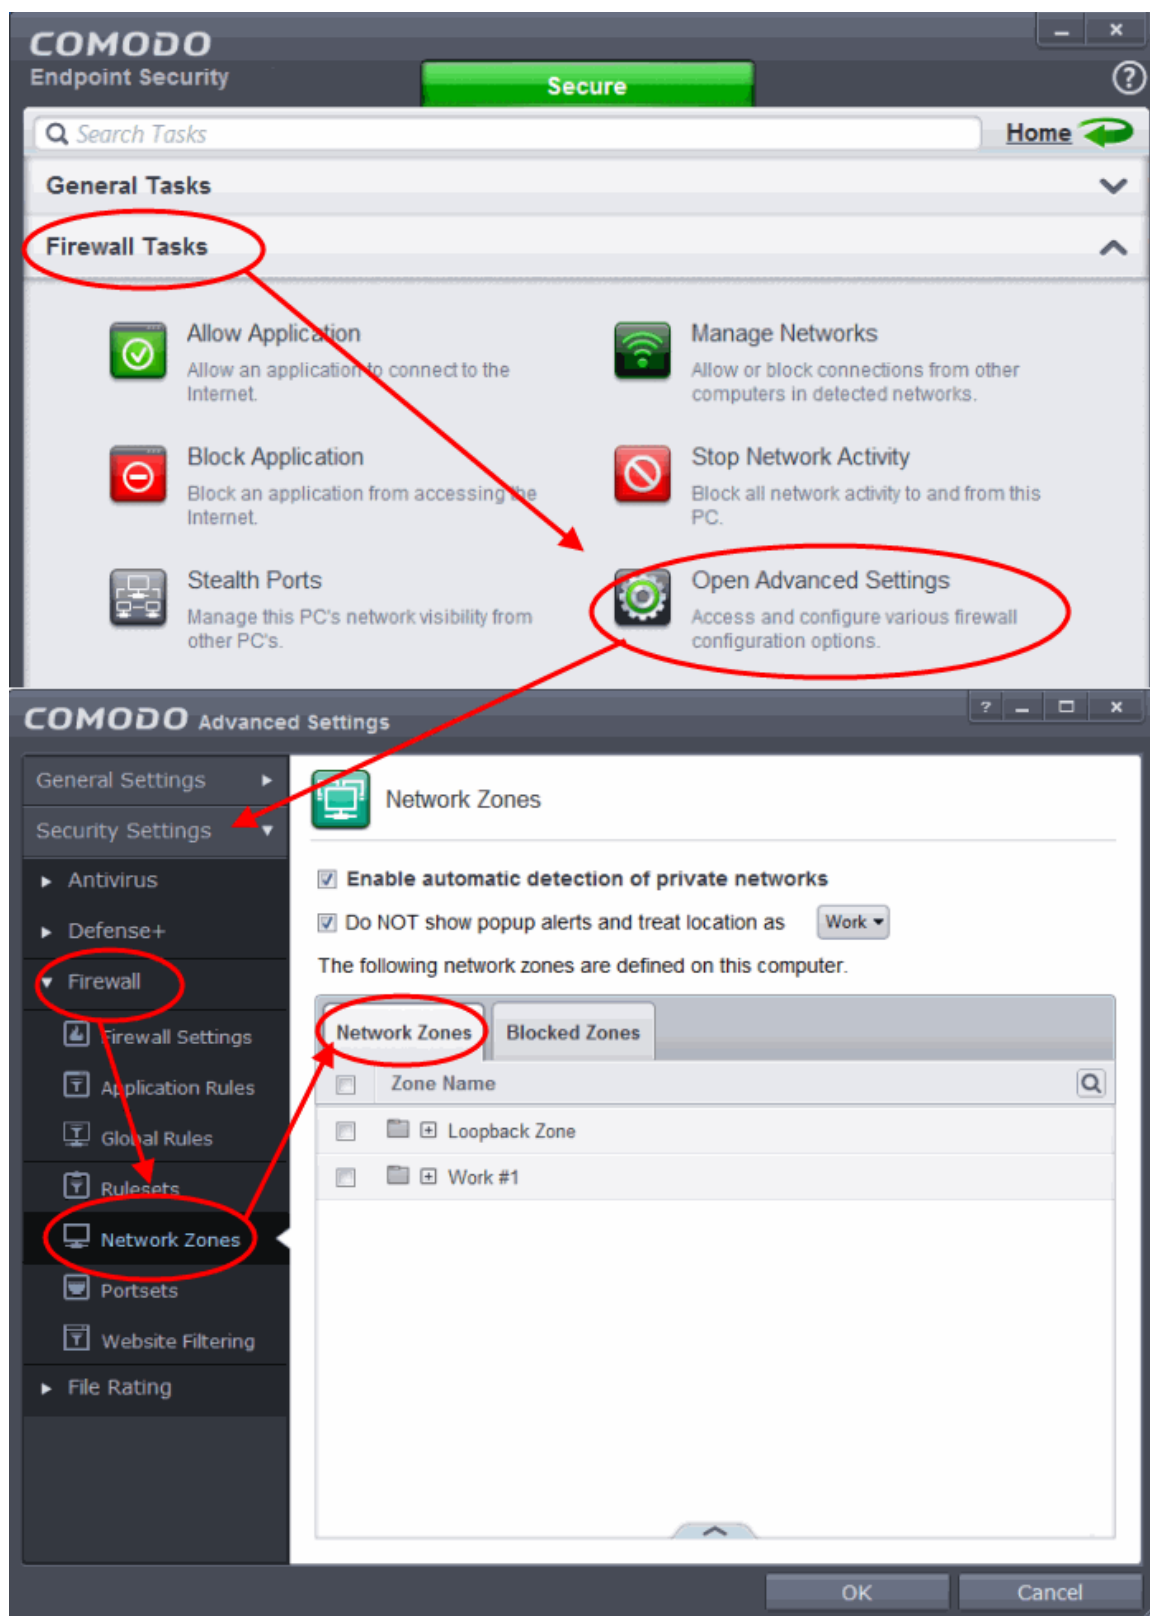 COMODO
Endpoint Security
Secure
Search Tasks
Home
General Tasks
Firewall Tasks
Allow Application
Allow an application to connect to the
Internet.
Manage Networks
Allow or block connections from other
computers in detected networks.
Block Application
Block an application from accessing the
Internet.
Stop Network Activity
Block all network activity to and from this
PC.
Stealth Ports
Manage this PC's network visibility from
other PC's.
Open Advanced Settings
Access and configure various firewall
configuration options.
COMODO Advanced Settings
General Settings
Security Settings
Antivirus
Defense+
Firewall
Firewall Settings
Application Rules
Global Rules
Rulesets
Network Zones
Portsets
Website Filtering
File Rating
Network Zones
Enable automatic detection of private networks
Do NOT show popup alerts and treat location as Work
The following network zones are defined on this computer.
Network Zones Blocked Zones
Zone Name
Loopback Zone
Work #1
OK Cancel